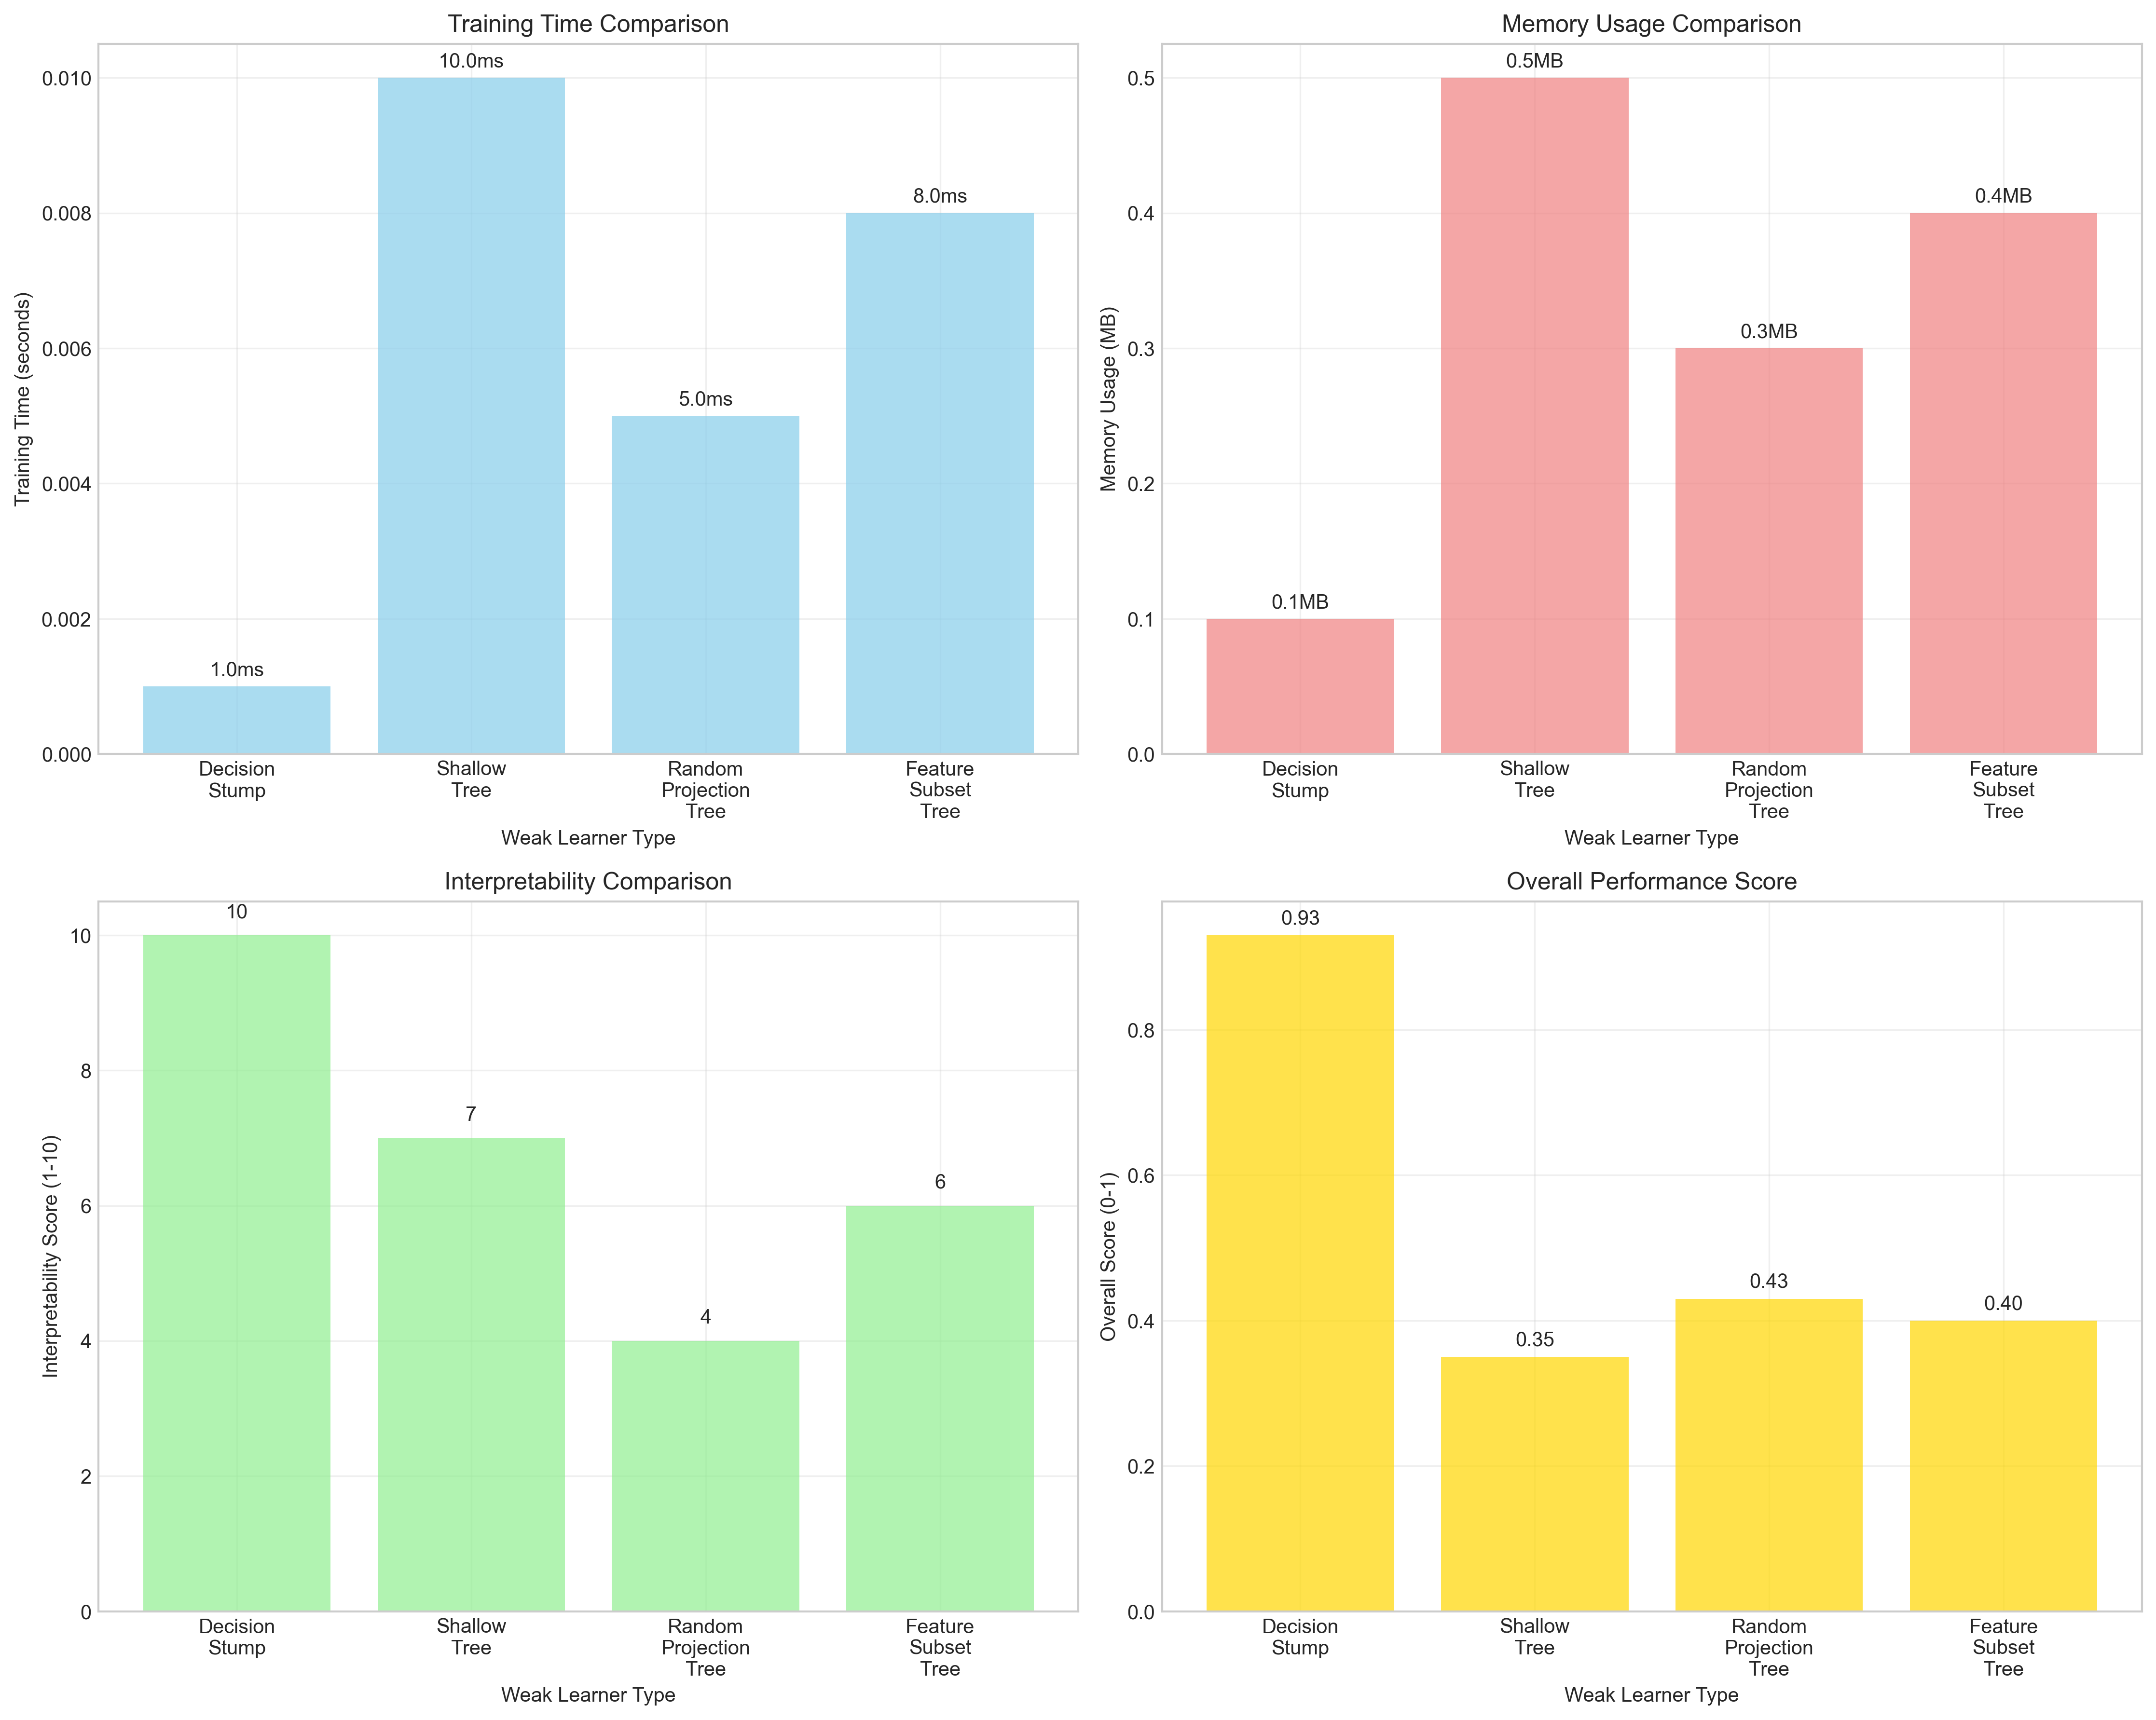 Training Time Comparison
Training Time (seconds)
0.010
0.008
0.006
0.004
0.002
0.000
1.0ms
10.0ms
5.0ms
8.0ms
Decision
Stump
Shallow
Tree
Random
Projection
Tree
Feature
Subset
Tree
Weak Learner Type
Memory Usage Comparison
Memory Usage (MB)
0.5
0.4
0.3
0.2
0.1
0.0
0.1MB
0.5MB
0.3MB
0.4MB
Decision
Stump
Shallow
Tree
Random
Projection
Tree
Feature
Subset
Tree
Weak Learner Type
Interpretability Comparison
Interpretability Score (1-10)
10
8
6
4
2
0
10
7
4
6
Decision
Stump
Shallow
Tree
Random
Projection
Tree
Feature
Subset
Tree
Weak Learner Type
Overall Performance Score
Overall Score (0-1)
0.8
0.6
0.4
0.2
0.0
0.93
0.35
0.43
0.40
Decision
Stump
Shallow
Tree
Random
Projection
Tree
Feature
Subset
Tree
Weak Learner Type